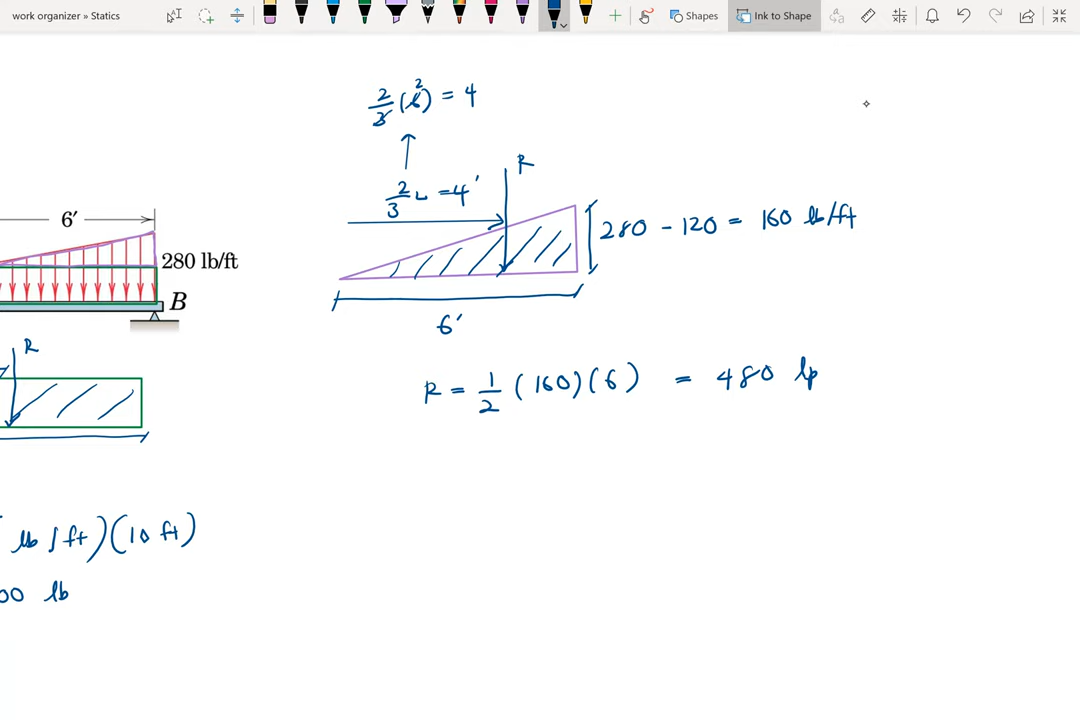 work organizer » Statics
Shapes
Ink to Shape
2/3 (6̸)² = 4
R
2/3 L = 4'
6'
280 - 120 = 160 lb/ft
280 lb/ft
B
6'
R
R = 1/2 (160)(6) = 480 lb
lb/ft)(10 ft)
00 lb